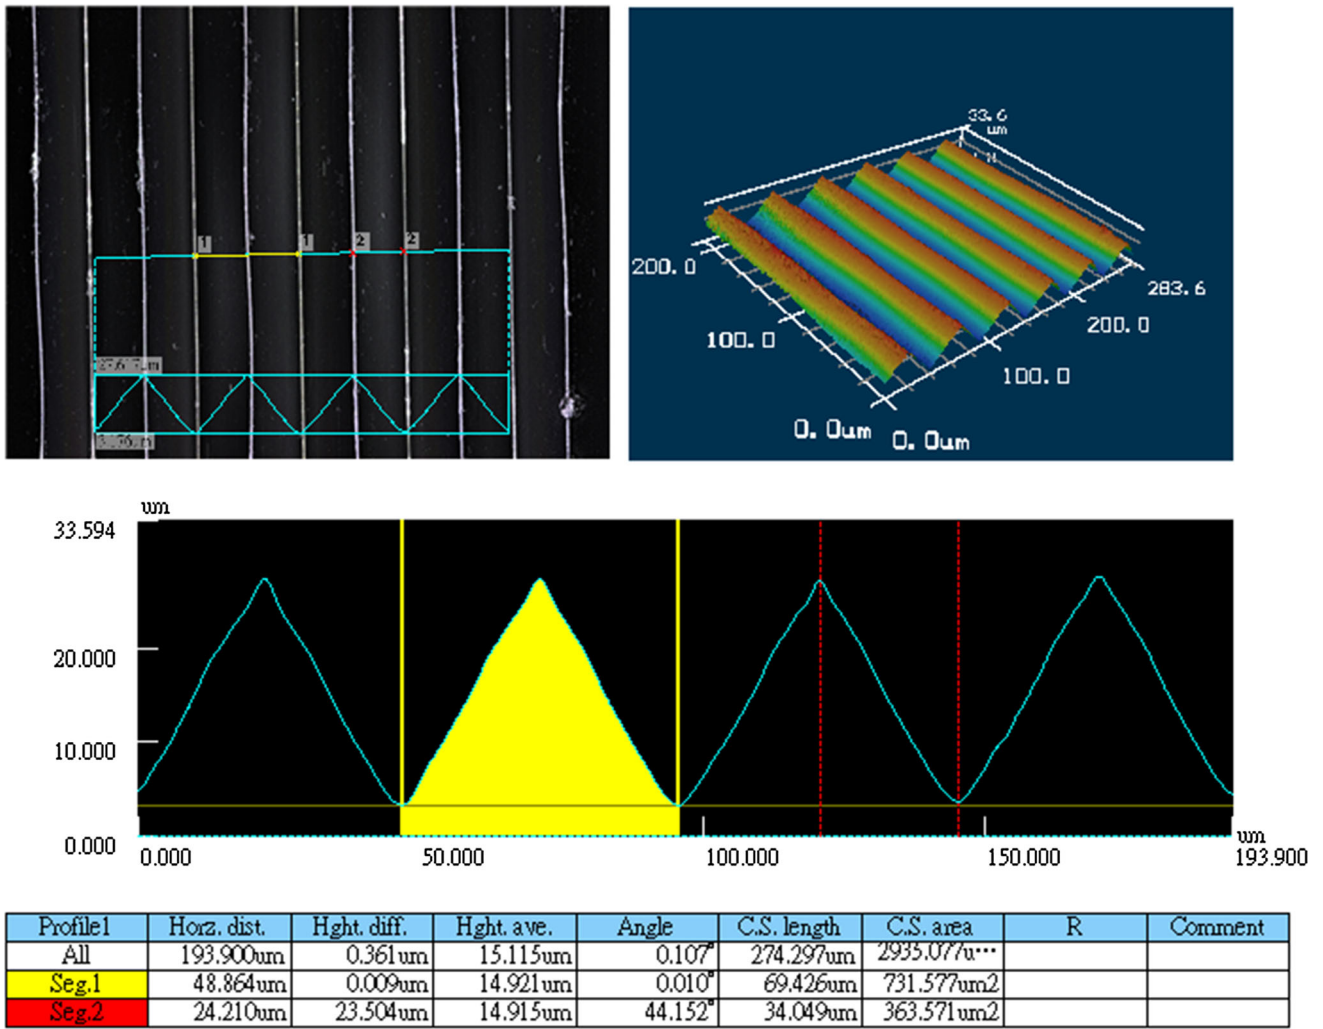 1 1 2 2
33.6
um
200.0
283.6
200.0
100.0
100.0
0.0um 0.0um
um
33.594
20.000
10.000
0.000
um
0.000 50.000 100.000 150.000 193.900
Profile1 Horz. dist. Hght. diff. Hght. ave. Angle C.S. length C.S. area R Comment
All 193.900um 0.361um 15.115um 0.107° 274.297um 2935.077u···
Seg.1 48.864um 0.009um 14.921um 0.010° 69.426um 731.577um2
Seg.2 24.210um 23.504um 14.915um 44.152° 34.049um 363.571um2